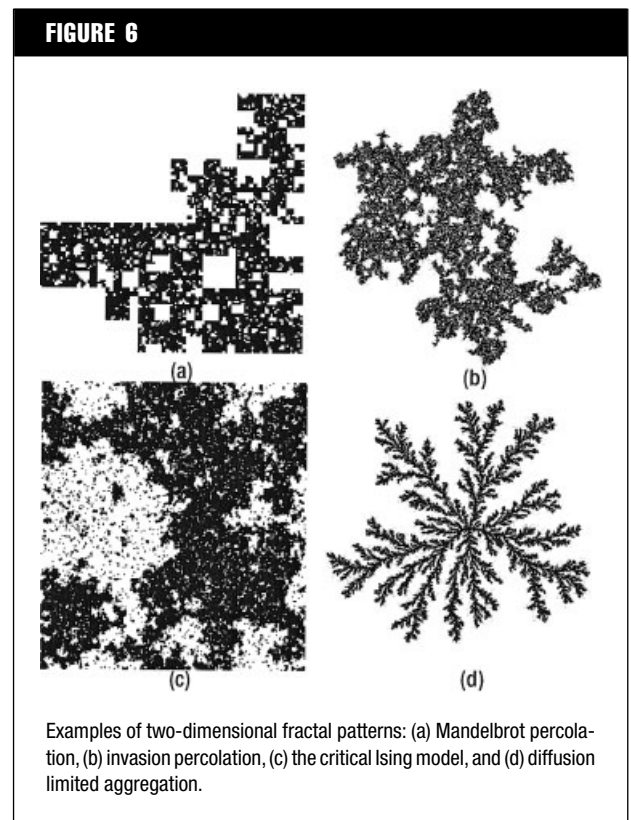 FIGURE 6
(a)
(b)
(c)
(d)
Examples of two-dimensional fractal patterns: (a) Mandelbrot percola-
tion, (b) invasion percolation, (c) the critical Ising model, and (d) diffusion
limited aggregation.